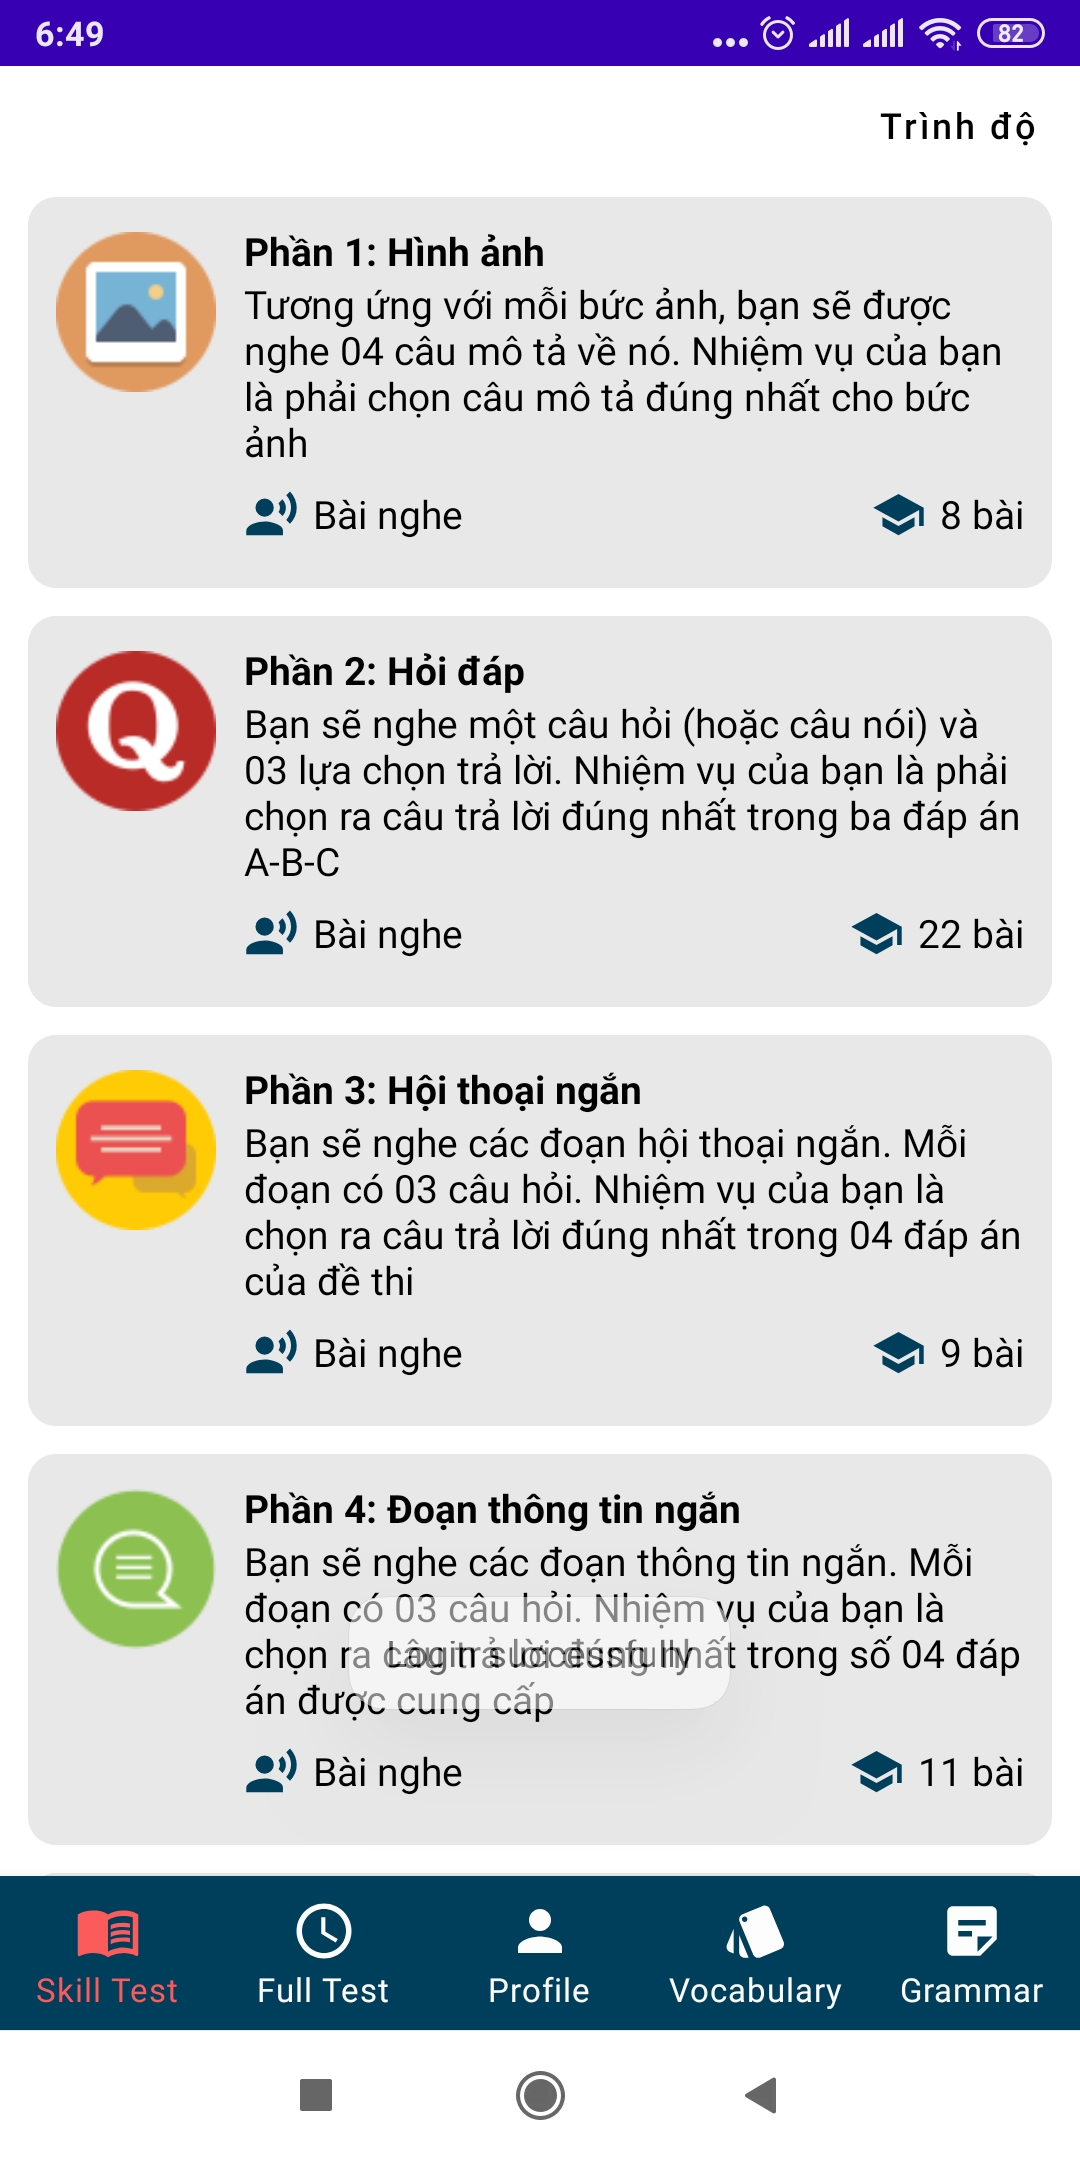 6:49
82
Trình độ
Phần 1: Hình ảnh
Tương ứng với mỗi bức ảnh, bạn sẽ được
nghe 04 câu mô tả về nó. Nhiệm vụ của bạn
là phải chọn câu mô tả đúng nhất cho bức
ảnh
Bài nghe
8 bài
Phần 2: Hỏi đáp
Bạn sẽ nghe một câu hỏi (hoặc câu nói) và
03 lựa chọn trả lời. Nhiệm vụ của bạn là phải
chọn ra câu trả lời đúng nhất trong ba đáp án
A-B-C
Bài nghe
22 bài
Phần 3: Hội thoại ngắn
Bạn sẽ nghe các đoạn hội thoại ngắn. Mỗi
đoạn có 03 câu hỏi. Nhiệm vụ của bạn là
chọn ra câu trả lời đúng nhất trong 04 đáp án
của đề thi
Bài nghe
9 bài
Phần 4: Đoạn thông tin ngắn
Bạn sẽ nghe các đoạn thông tin ngắn. Mỗi
đoạn có 03 câu hỏi. Nhiệm vụ của bạn là
chọn ra câu trả lời đúng nhất trong số 04 đáp
án được cung cấp
Login successfully
Bài nghe
11 bài
Skill Test
Full Test
Profile
Vocabulary
Grammar